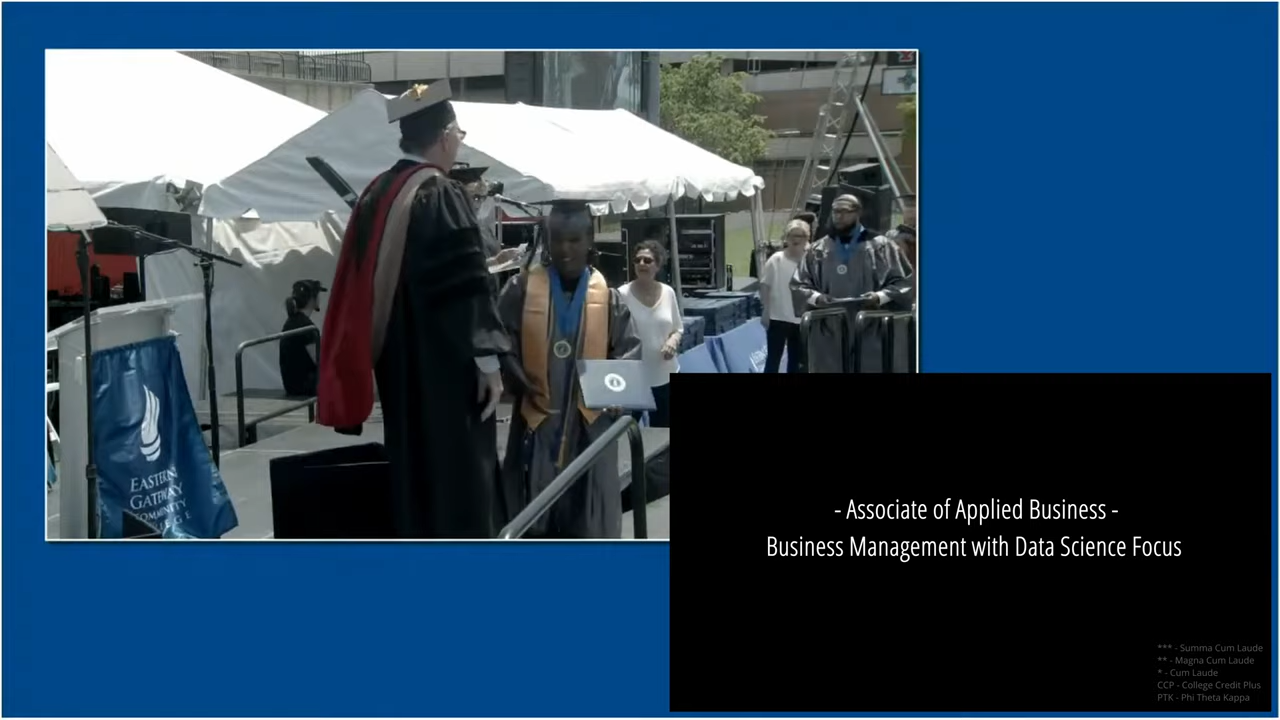 EASTERN
GATEWAY
COMMUNITY
COLLEGE
- Associate of Applied Business -
Business Management with Data Science Focus
*** - Summa Cum Laude
** - Magna Cum Laude
* - Cum Laude
CCP - College Credit Plus
PTK - Phi Theta Kappa